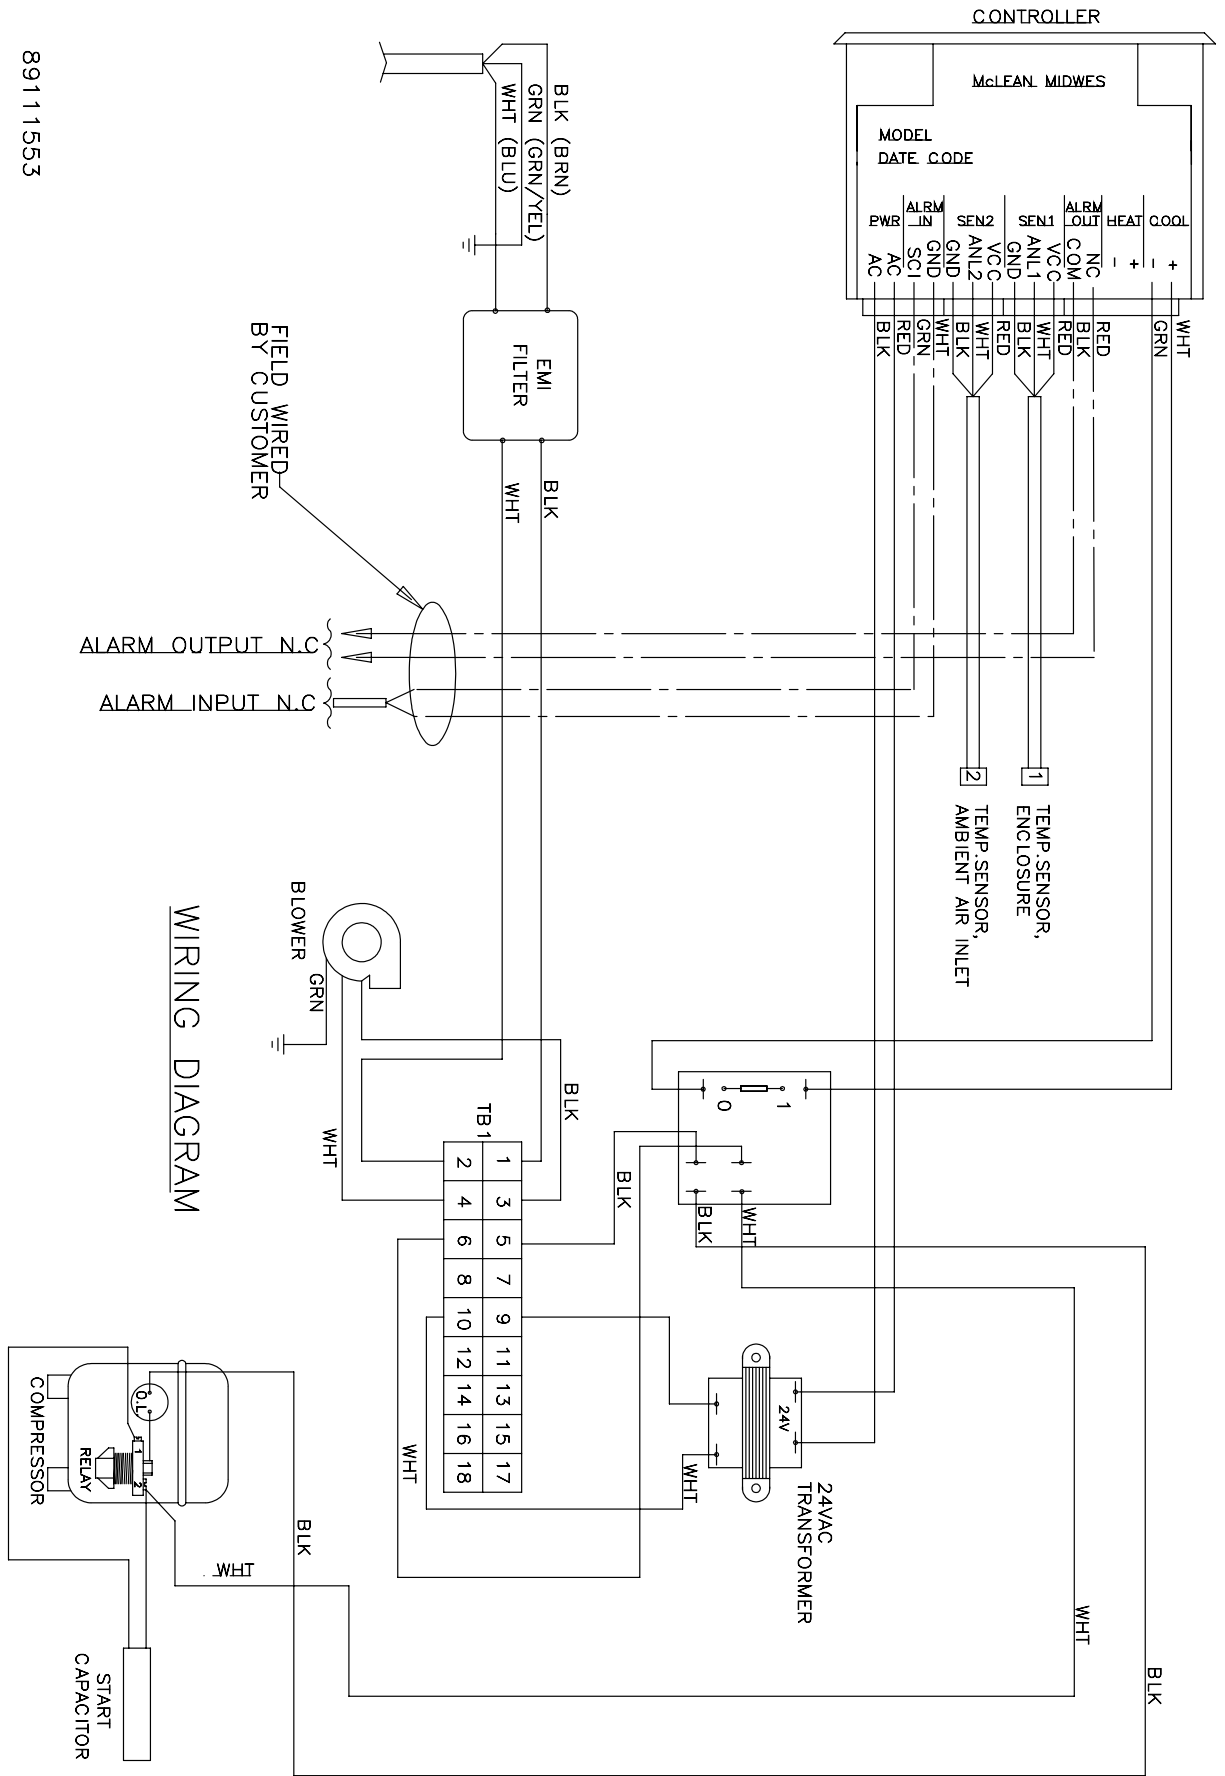 CONTROLLER
McLEAN MIDWES
MODEL
DATE CODE
PWR
ALRM
IN
SEN2
SEN1
ALRM
OUT
HEAT
COOL
AC
AC
SCI
GND
GND
ANL2
VCC
GND
ANL1
VCC
COM
NC
-
+
-
+
BLK
RED
GRN
WHT
BLK
WHT
RED
BLK
WHT
RED
BLK
RED
GRN
WHT
89111553
BLK (BRN)
GRN (GRN/YEL)
WHT (BLU)
EMI
FILTER
FIELD WIRED
BY CUSTOMER
BLK
WHT
ALARM OUTPUT N.C
ALARM INPUT N.C
1
TEMP.SENSOR,
ENCLOSURE
2
TEMP.SENSOR,
AMBIENT AIR INLET
WIRING DIAGRAM
BLOWER
GRN
WHT
BLK
TB1
1
2
3
4
5
6
7
8
9
10
11
12
13
14
15
16
17
18
0
1
BLK
BLK
WHT
24V
24VAC
TRANSFORMER
WHT
WHT
O.L
1
2
RELAY
COMPRESSOR
BLK
WHT
WHT
BLK
START
CAPACITOR